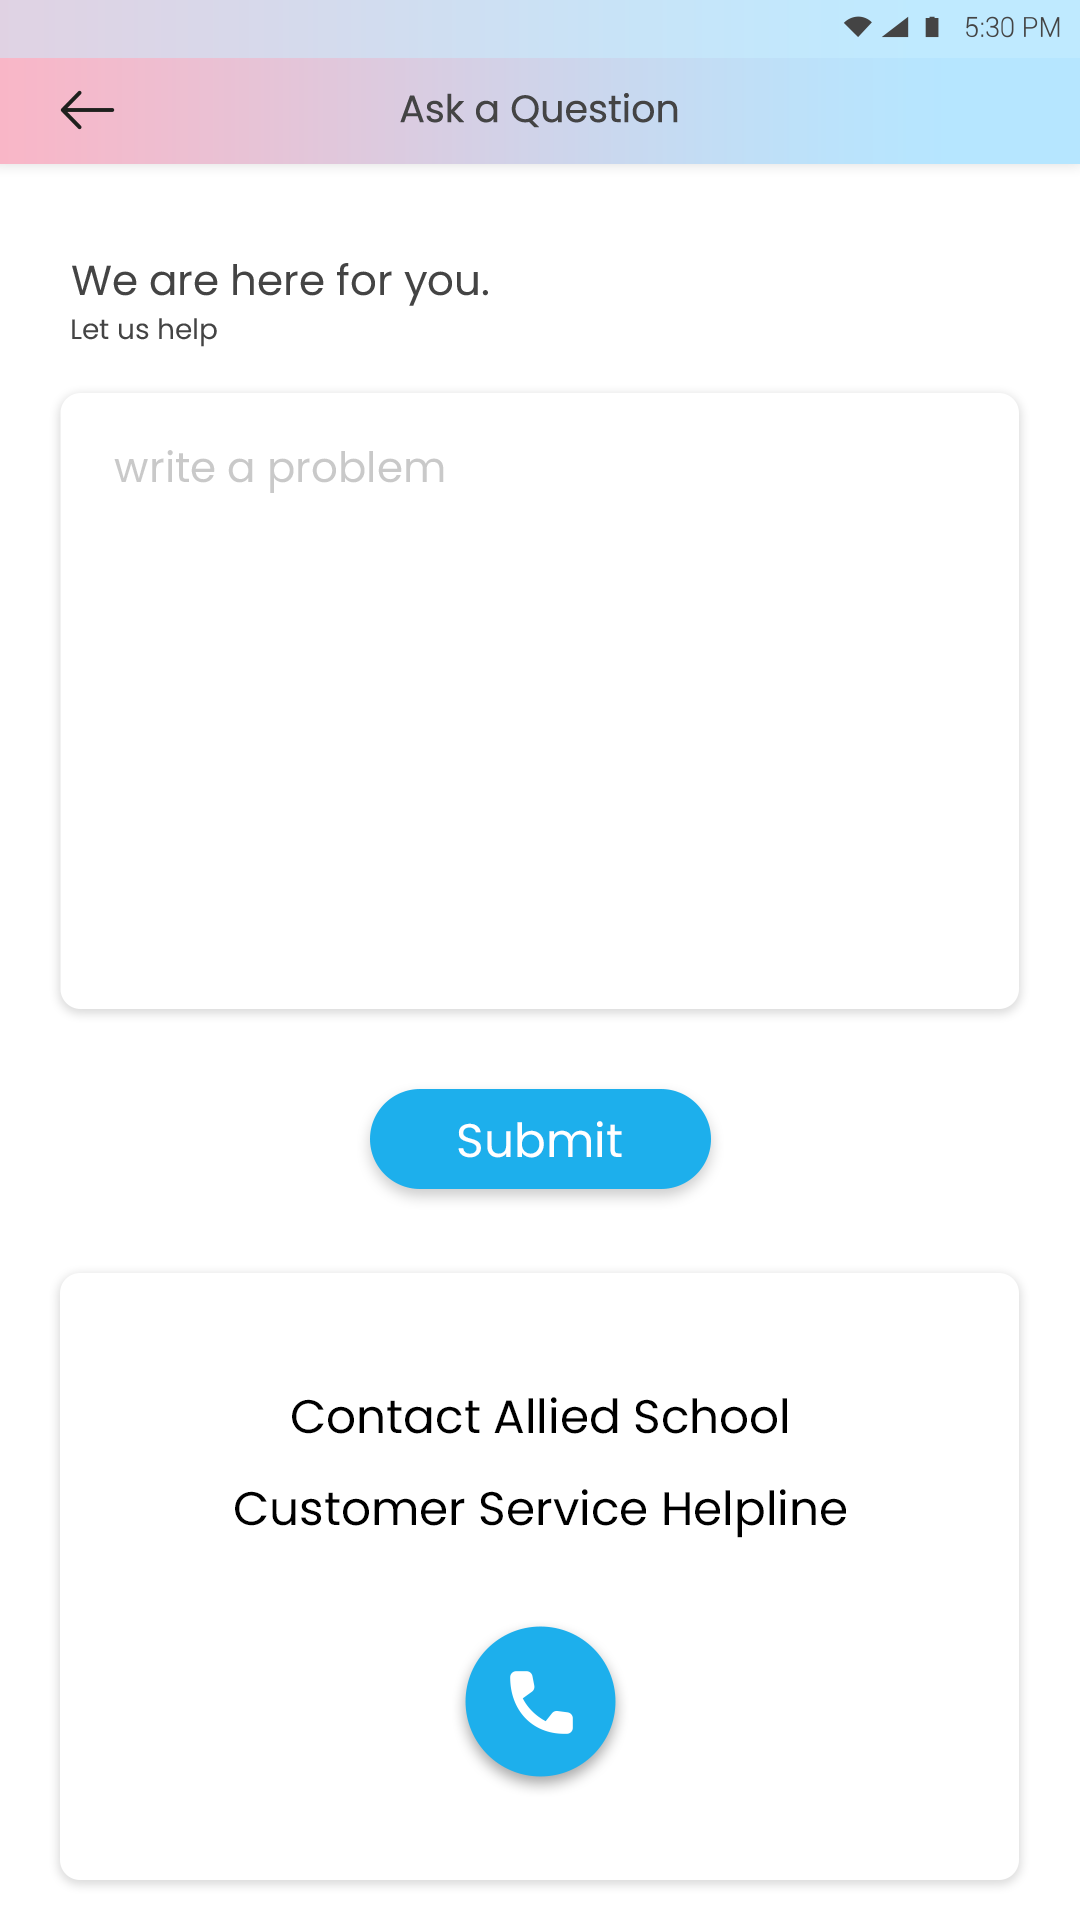 5:30 PM
Ask a Question
We are here for you.
Let us help
write a problem
Submit
Contact Allied School
Customer Service Helpline